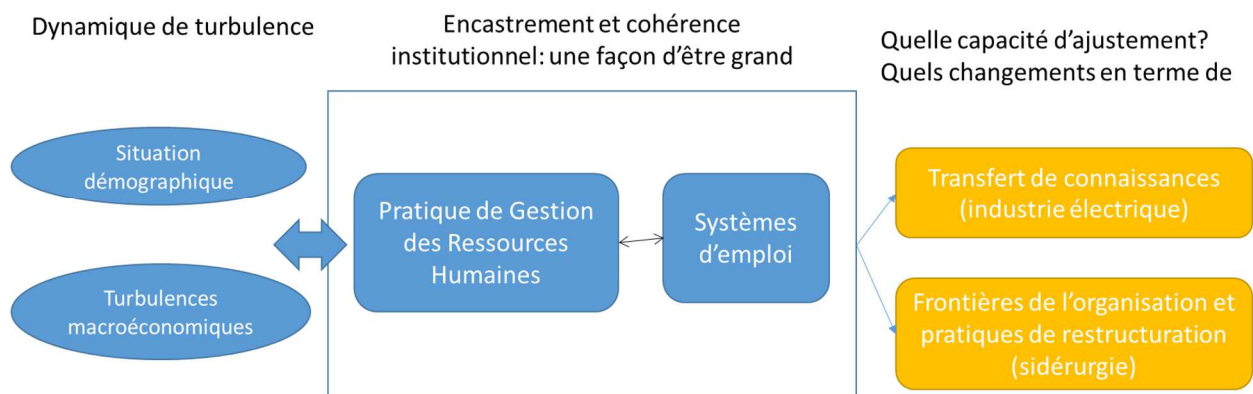 Dynamique de turbulence
Encastrement et cohérence
institutionnel: une façon d'être grand
Quelle capacité d'ajustement?
Quels changements en terme de
Situation
démographique
Turbulences
macroéconomiques
Pratique de Gestion
des Ressources
Humaines
Systèmes
d'emploi
Transfert de connaissances
(industrie électrique)
Frontières de l'organisation et
pratiques de restructuration
(sidérurgie)